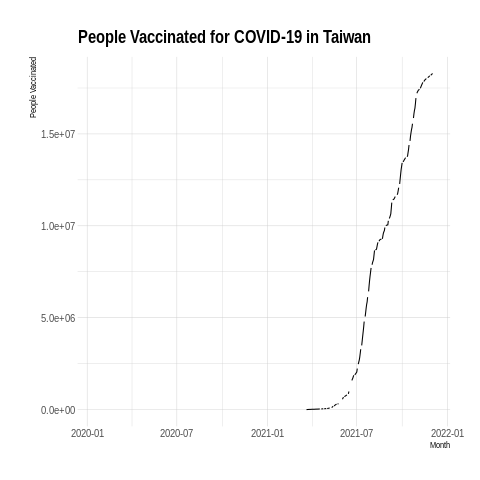 People Vaccinated for COVID-19 in Taiwan
People Vaccinated
1.5e+07
1.0e+07
5.0e+06
0.0e+00
2020-01 2020-07 2021-01 2021-07 2022-01
Month